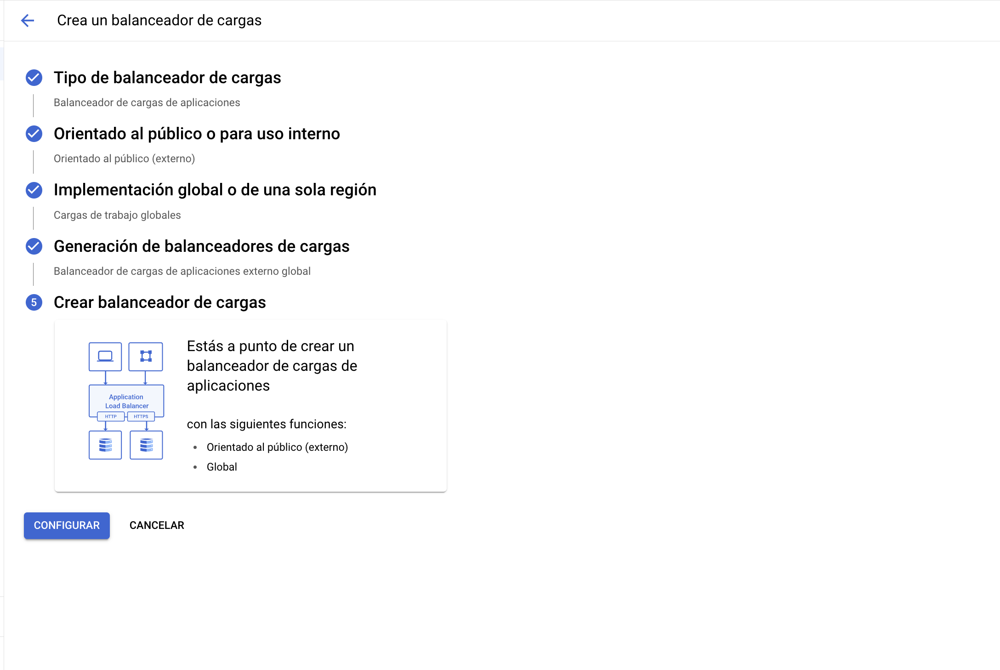 Crea un balanceador de cargas
Tipo de balanceador de cargas
Balanceador de cargas de aplicaciones
Orientado al público o para uso interno
Orientado al público (externo)
Implementación global o de una sola región
Cargas de trabajo globales
Generación de balanceadores de cargas
Balanceador de cargas de aplicaciones externo global
5 Crear balanceador de cargas
Application
Load Balancer
HTTP HTTPS
Estás a punto de crear un
balanceador de cargas de
aplicaciones
con las siguientes funciones:
• Orientado al público (externo)
• Global
CONFIGURAR CANCELAR